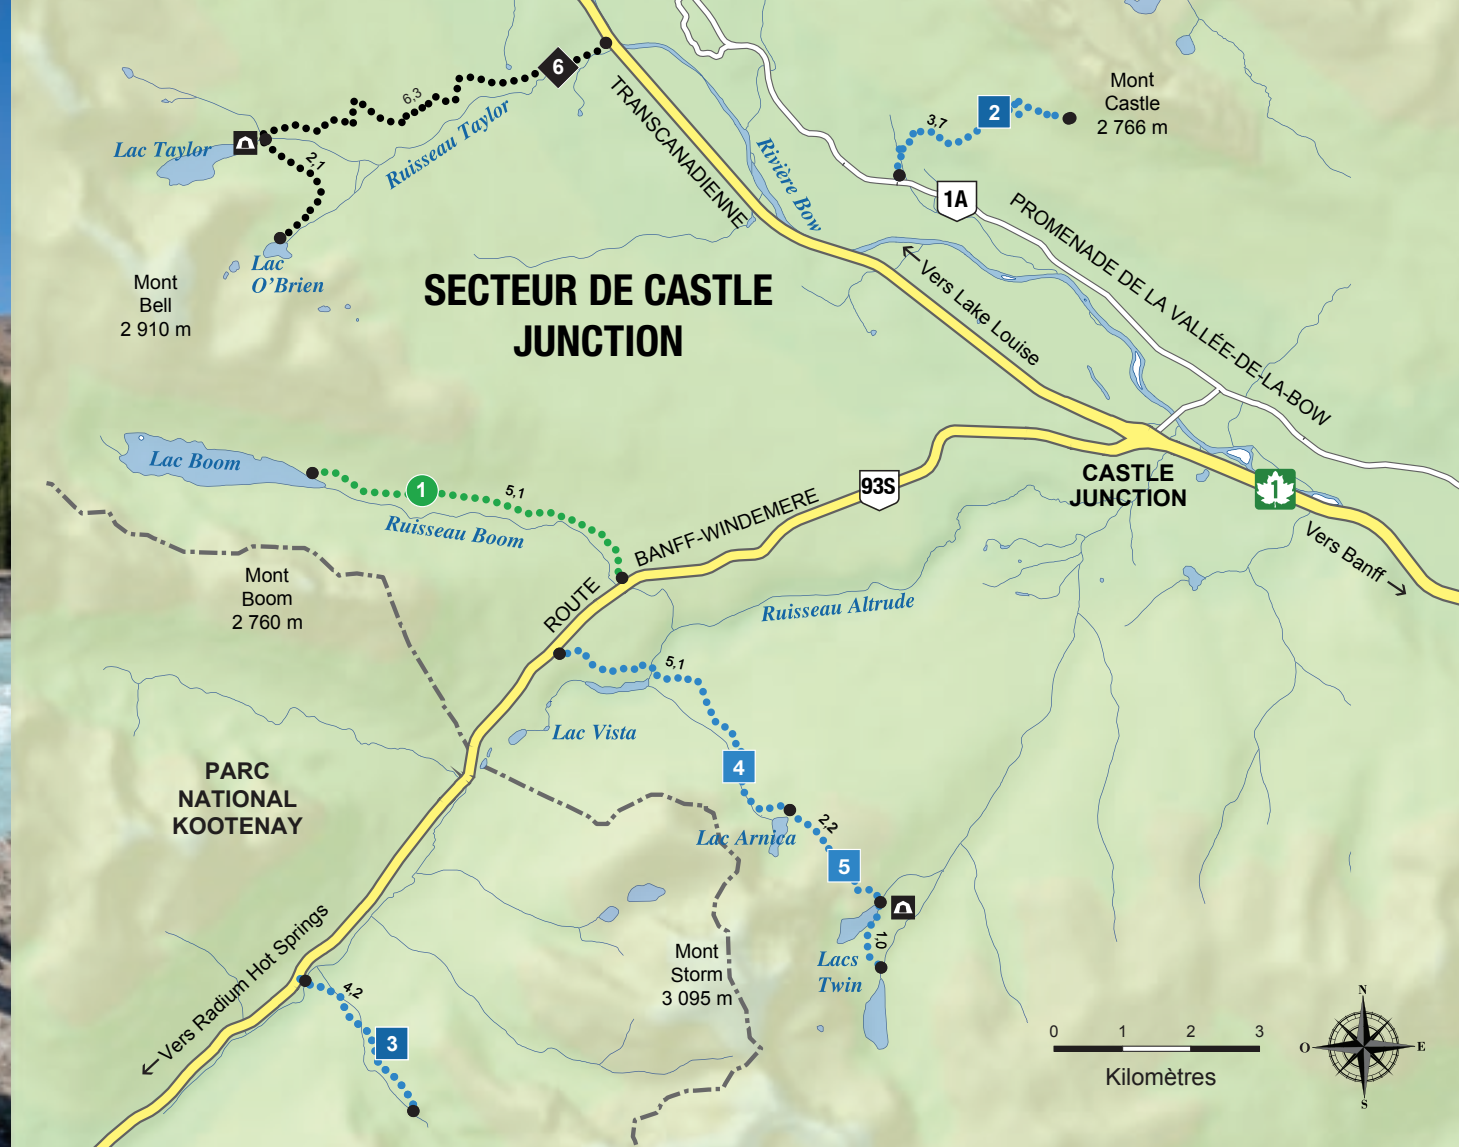 6
6,3
Ruisseau Taylor
Lac Taylor
2,1
Lac
O'Brien
Mont
Bell
2 910 m
TRANSCANADIENNE
Rivière Bow
2
3,7
Mont
Castle
2 766 m
1A
PROMENADE DE LA VALLÉE-DE-LA-BOW
SECTEUR DE CASTLE
JUNCTION
← Vers Lake Louise
Lac Boom
1
5,1
Ruisseau Boom
ROUTE BANFF-WINDEMERE
93S
CASTLE
JUNCTION
1
Vers Banff →
Mont
Boom
2 760 m
Ruisseau Altrude
5,1
Lac Vista
4
PARC
NATIONAL
KOOTENAY
Lac Arnica
2,2
5
1,0
Lacs
Twin
Mont
Storm
3 095 m
← Vers Radium Hot Springs
4,2
3
0 1 2 3
Kilomètres
N
O E
S